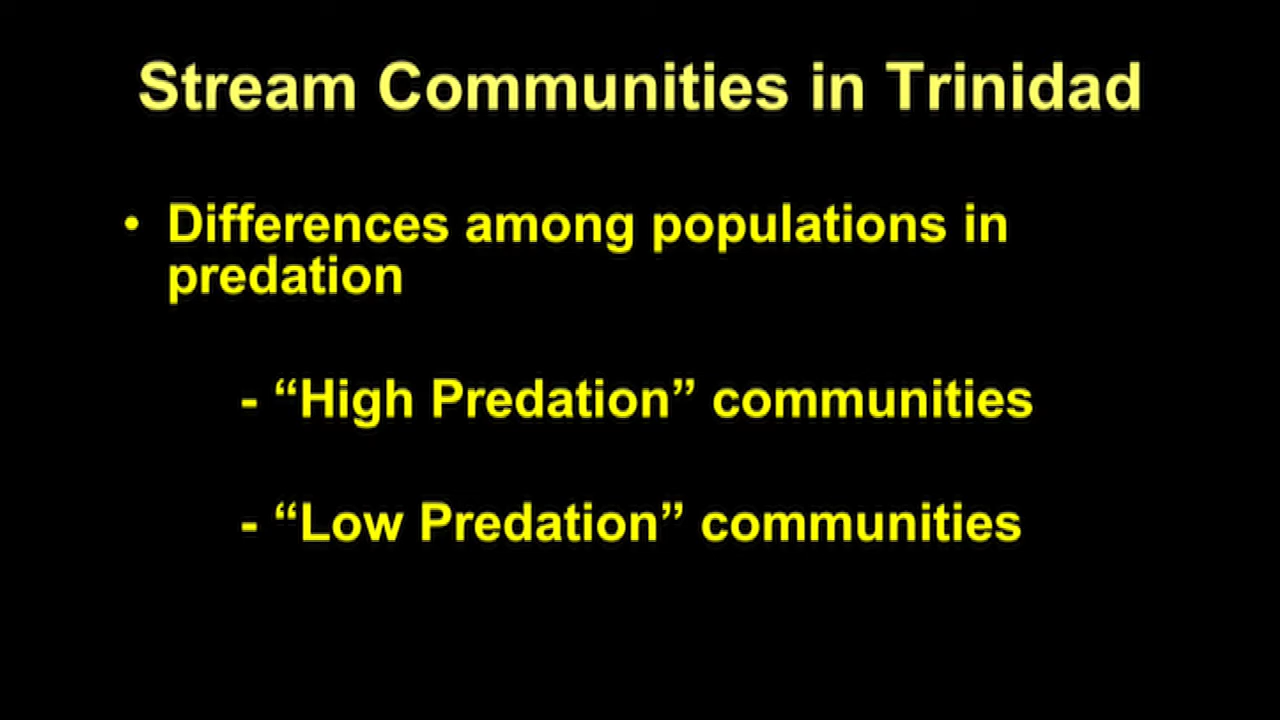 Stream Communities in Trinidad
• Differences among populations in
predation
- “High Predation” communities
- “Low Predation” communities